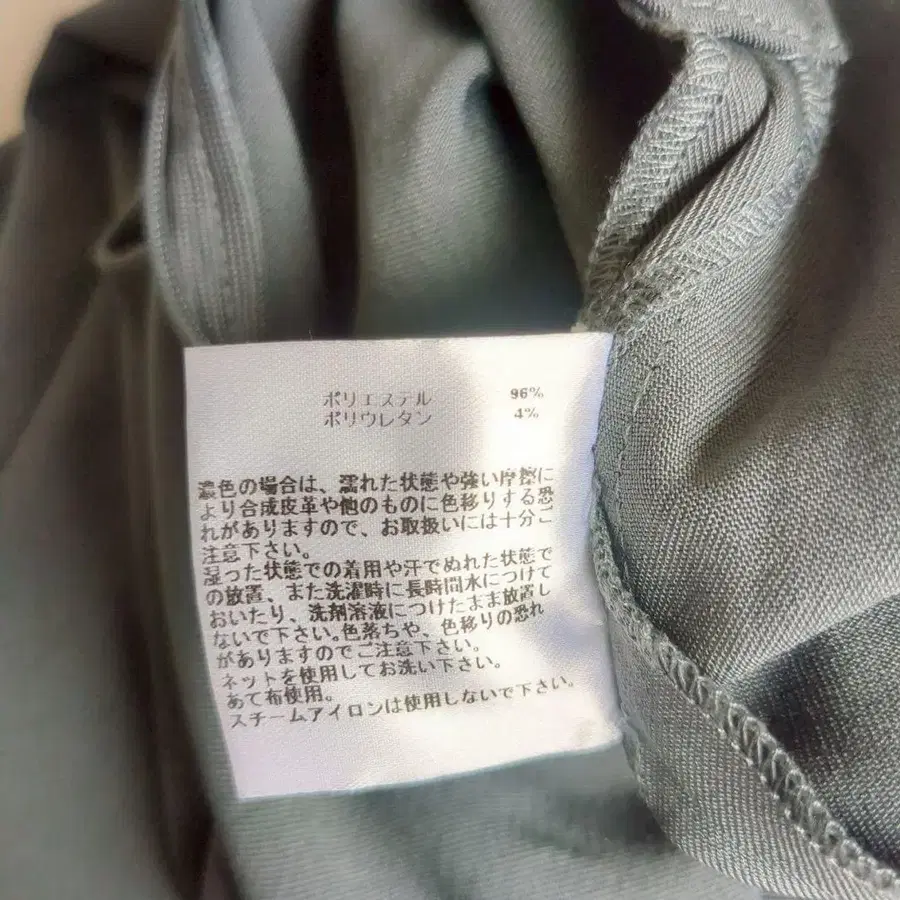 ポリエステル 96%
ポリウレタン 4%
濃色の場合は、濡れた状態や強い摩擦に
より合成皮革や他のものに色移りする恐
れがありますので、お取扱いには十分ご
注意下さい。
湿った状態での着用や汗でぬれた状態で
の放置、また洗濯時に長時間水につけて
おいたり、洗剤溶液につけたまま放置し
ないで下さい。色落ちや、色移りの恐れ
がありますのでご注意下さい。
ネットを使用してお洗い下さい。
あて布使用。
スチームアイロンは使用しないで下さい。